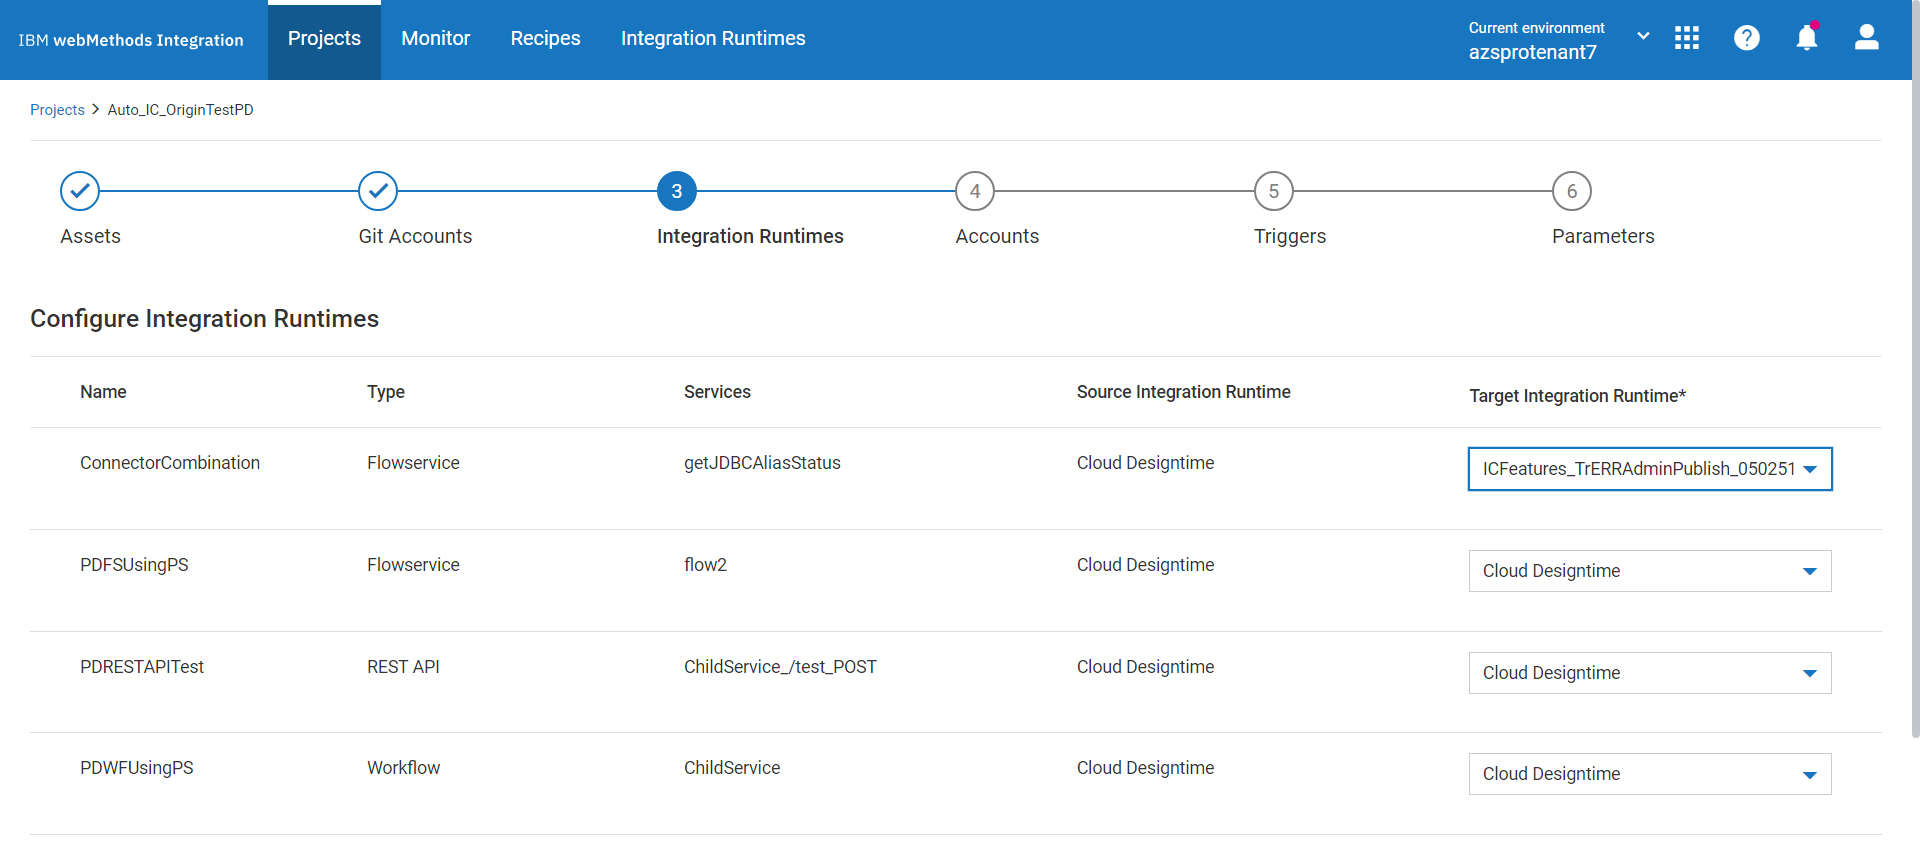 IBM webMethods Integration
Projects
Monitor
Recipes
Integration Runtimes
Current environment
azsprotenant7
?
Projects > Auto_IC_OriginTestPD
3
4
5
6
Assets
Git Accounts
Integration Runtimes
Accounts
Triggers
Parameters
Configure Integration Runtimes
Name Type Services Source Integration Runtime Target Integration Runtime*
ConnectorCombination Flowservice getJDBCAliasStatus Cloud Designtime ICFeatures_TrERRAdminPublish_050251
PDFSUsingPS Flowservice flow2 Cloud Designtime Cloud Designtime
PDRESTAPITest REST API ChildService_/test_POST Cloud Designtime Cloud Designtime
PDWFUsingPS Workflow ChildService Cloud Designtime Cloud Designtime